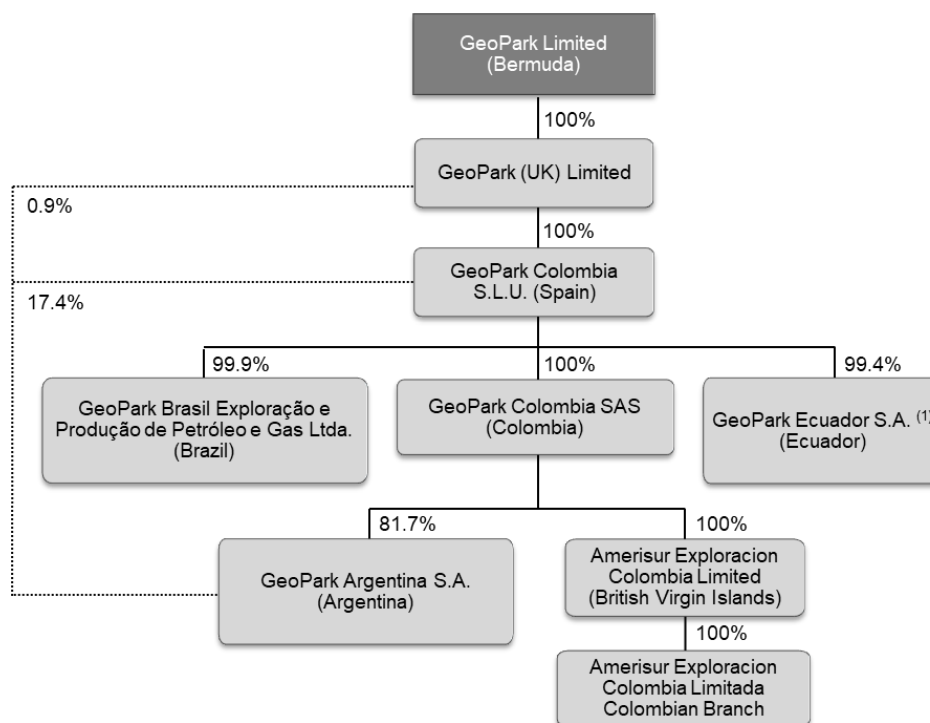 GeoPark Limited
(Bermuda)
100%
GeoPark (UK) Limited
0.9%
100%
GeoPark Colombia
S.L.U. (Spain)
17.4%
99.9%
100%
99.4%
GeoPark Brasil Exploração e
Produção de Petróleo e Gas Ltda.
(Brazil)
GeoPark Colombia SAS
(Colombia)
GeoPark Ecuador S.A. (1)
(Ecuador)
81.7%
100%
GeoPark Argentina S.A.
(Argentina)
Amerisur Exploracion
Colombia Limited
(British Virgin Islands)
100%
Amerisur Exploracion
Colombia Limitada
Colombian Branch